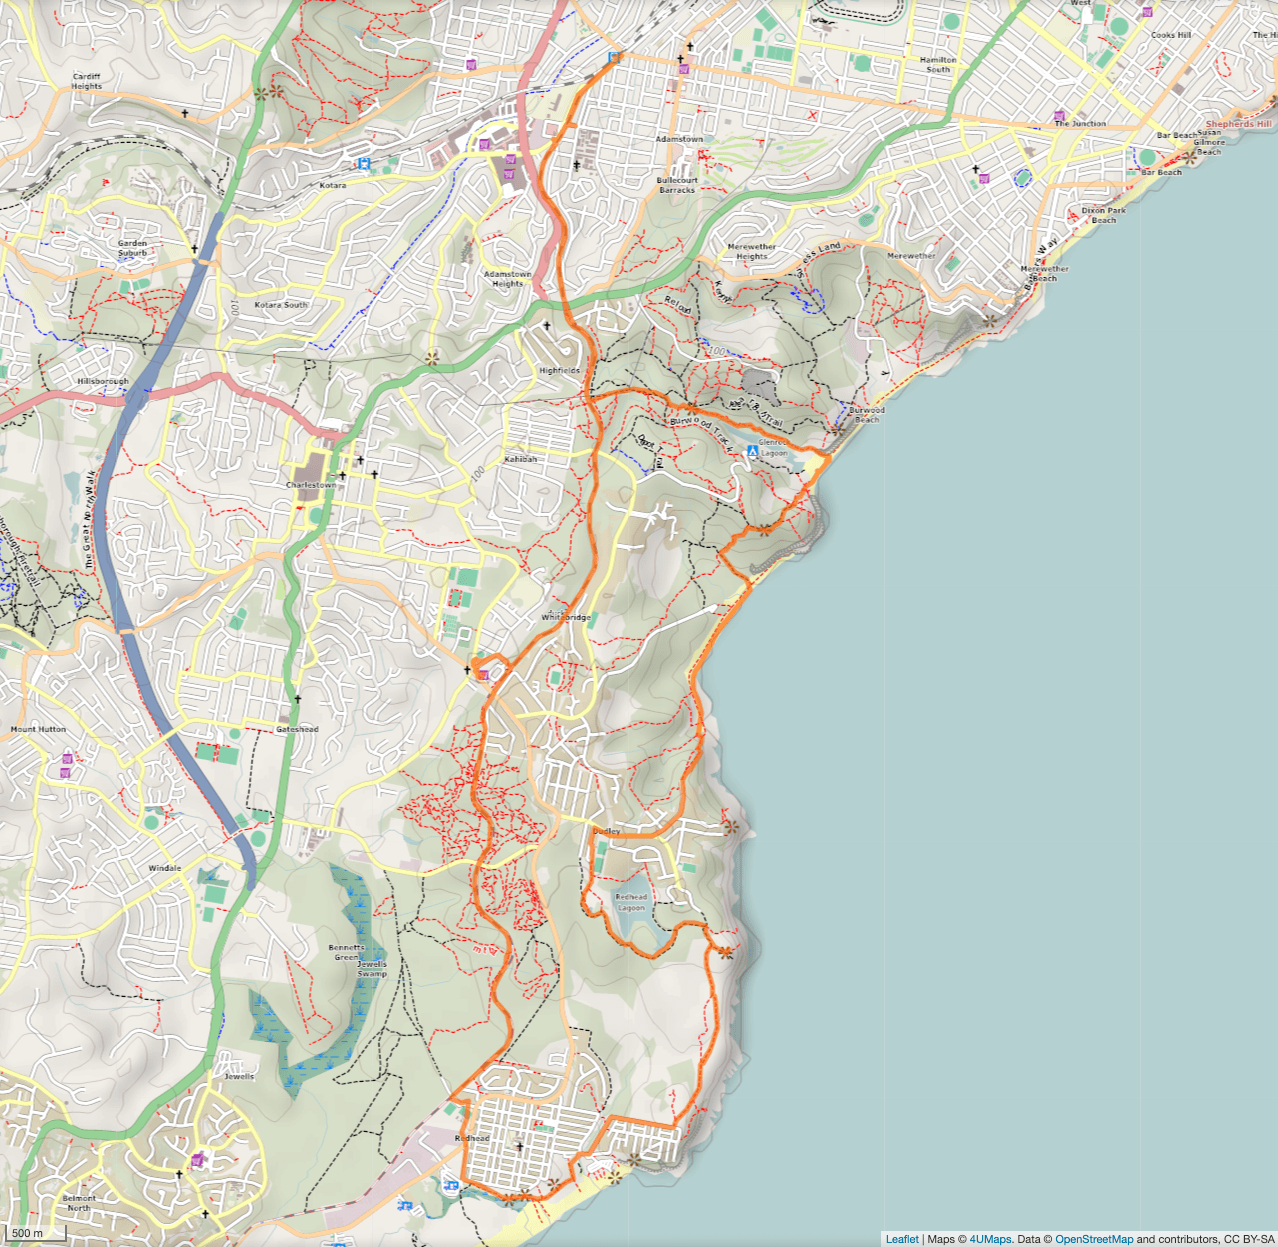 West
Cooks Hill
The Hi
Cardiff
Heights
Hamilton
South
The Junction
Shepherds Hill
Bar Beach
Susan
Gilmore
Beach
Adamstown
Kotara
Bullecourt
Barracks
Bar Beach
Dixon Park
Beach
Garden
Suburb
Merewether
Heights
Merewether
Adamstown
Heights
Merewether
Beach
Kotara South
100
Reload
100
Highfields
Hillsborough
Burwood
Beach
Burwood Track
Glenrock
Lagoon
Kahibah
100
Charlestown
The Great North Walk
Whitebridge
Mount Hutton
Gateshead
Dudley
Windale
Redhead
Lagoon
Bennetts
Green
Jewells
Swamp
mtb
Jewells
Redhead
Belmont
North
500 m
Leaflet | Maps © 4UMaps. Data © OpenStreetMap and contributors, CC BY-SA